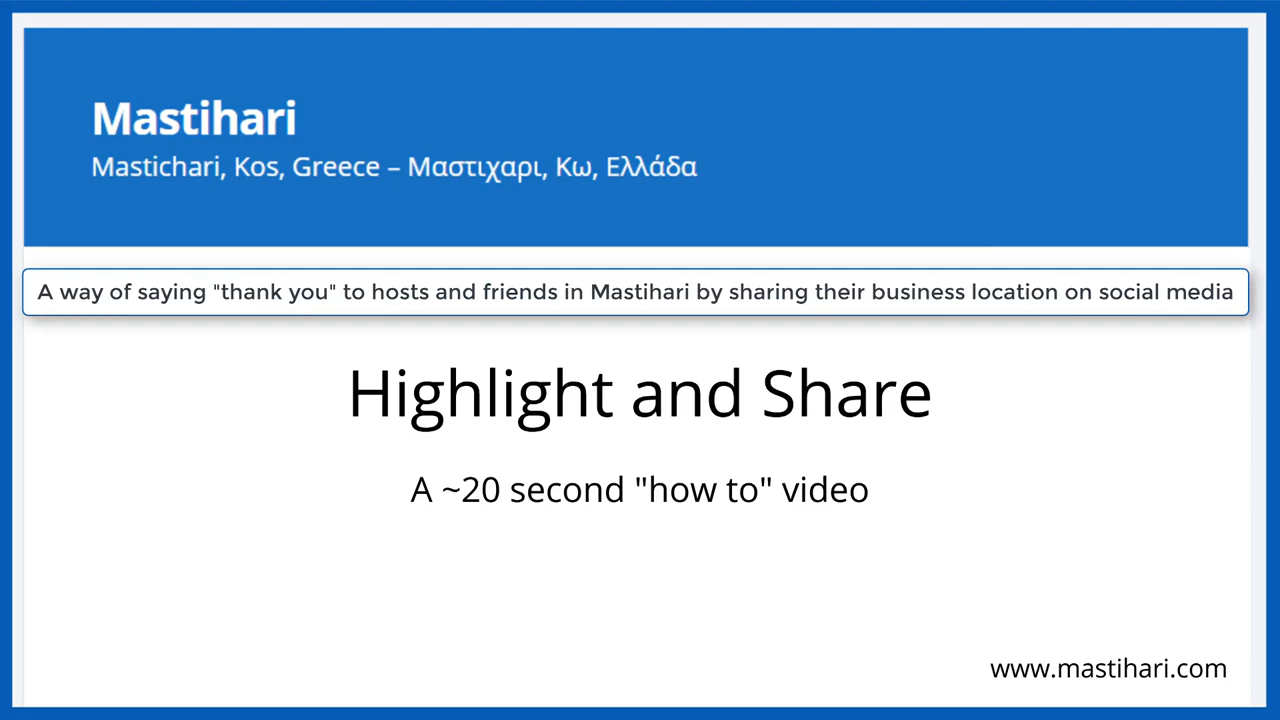 Mastihari
Mastichari, Kos, Greece – Μαστιχαρι, Κω, Ελλάδα
A way of saying "thank you" to hosts and friends in Mastihari by sharing their business location on social media
Highlight and Share
A ~20 second "how to" video
www.mastihari.com